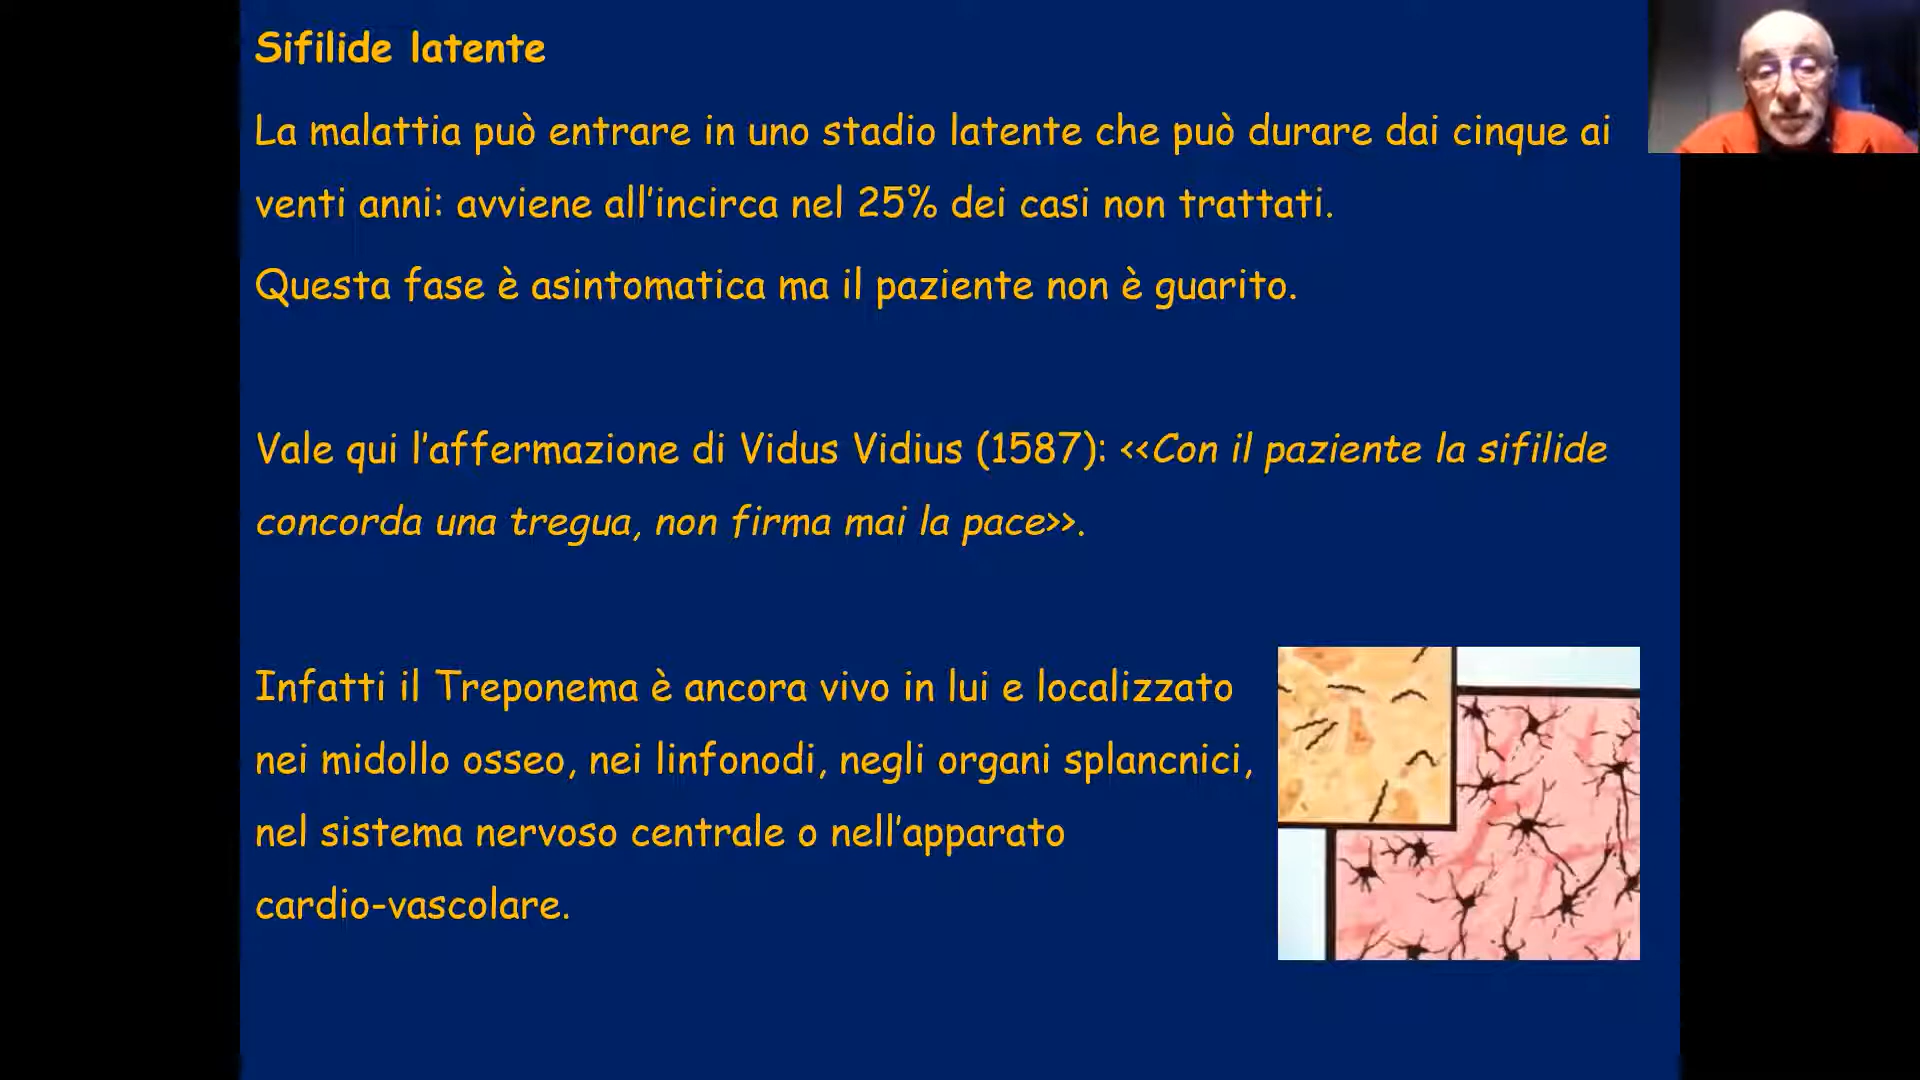 Sifilide latente
La malattia può entrare in uno stadio latente che può durare dai cinque ai
venti anni: avviene all'incirca nel 25% dei casi non trattati.
Questa fase è asintomatica ma il paziente non è guarito.
Vale qui l'affermazione di Vidus Vidius (1587): <<Con il paziente la sifilide
concorda una tregua, non firma mai la pace>>.
Infatti il Treponema è ancora vivo in lui e localizzato
nei midollo osseo, nei linfonodi, negli organi splancnici,
nel sistema nervoso centrale o nell'apparato
cardio-vascolare.